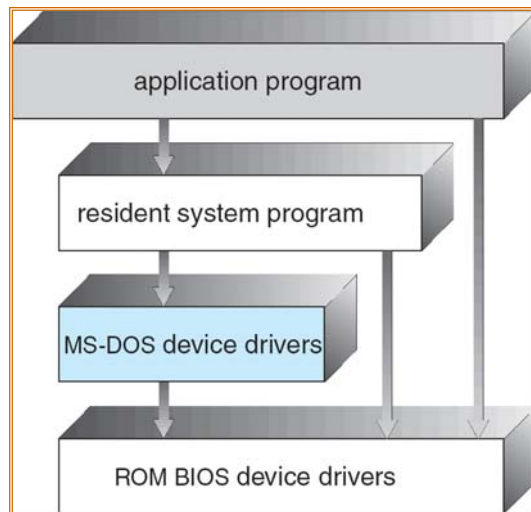 application program
resident system program
MS-DOS device drivers
ROM BIOS device drivers